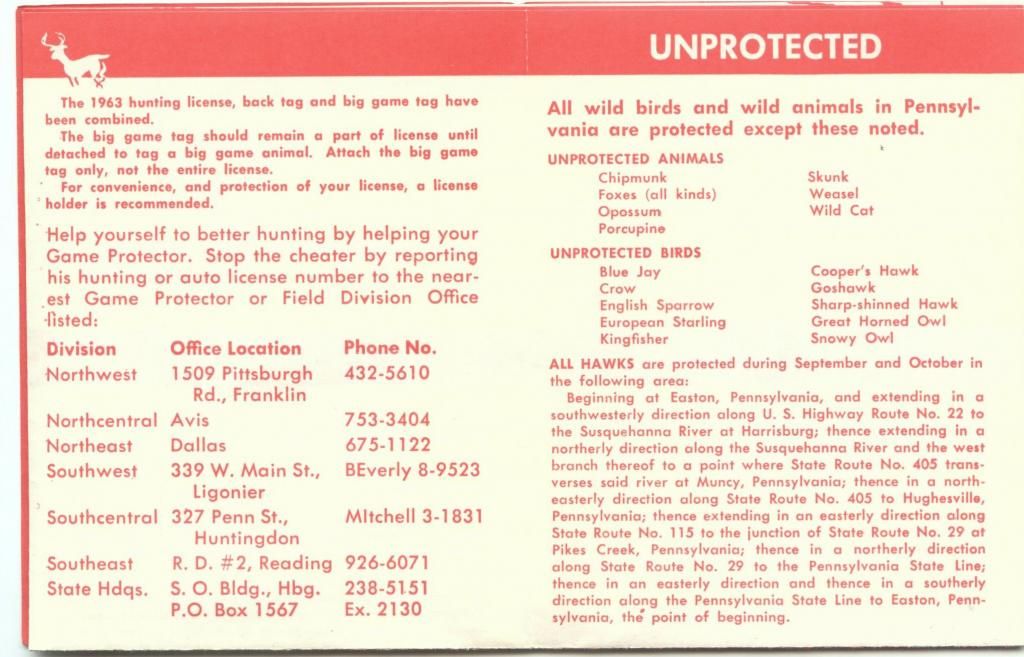 The 1963 hunting license, back tag and big game tag have
been combined.
The big game tag should remain a part of license until
detached to tag a big game animal. Attach the big game
tag only, not the entire license.
For convenience, and protection of your license, a license
holder is recommended.
Help yourself to better hunting by helping your
Game Protector. Stop the cheater by reporting
his hunting or auto license number to the near-
est Game Protector or Field Division Office
listed:
Division Office Location Phone No.
Northwest 1509 Pittsburgh 432-5610
Rd., Franklin
Northcentral Avis 753-3404
Northeast Dallas 675-1122
Southwest 339 W. Main St., BEverly 8-9523
Ligonier
Southcentral 327 Penn St., MItchell 3-1831
Huntingdon
Southeast R. D. #2, Reading 926-6071
State Hdqs. S. O. Bldg., Hbg. 238-5151
P.O. Box 1567 Ex. 2130
UNPROTECTED
All wild birds and wild animals in Pennsyl-
vania are protected except these noted.
UNPROTECTED ANIMALS
Chipmunk Skunk
Foxes (all kinds) Weasel
Opossum Wild Cat
Porcupine
UNPROTECTED BIRDS
Blue Jay Cooper's Hawk
Crow Goshawk
English Sparrow Sharp-shinned Hawk
European Starling Great Horned Owl
Kingfisher Snowy Owl
ALL HAWKS are protected during September and October in
the following area:
Beginning at Easton, Pennsylvania, and extending in a
southwesterly direction along U. S. Highway Route No. 22 to
the Susquehanna River at Harrisburg; thence extending in a
northerly direction along the Susquehanna River and the west
branch thereof to a point where State Route No. 405 trans-
verses said river at Muncy, Pennsylvania; thence in a north-
easterly direction along State Route No. 405 to Hughesville,
Pennsylvania; thence extending in an easterly direction along
State Route No. 115 to the junction of State Route No. 29 at
Pikes Creek, Pennsylvania; thence in a northerly direction
along State Route No. 29 to the Pennsylvania State Line;
thence in an easterly direction and thence in a southerly
direction along the Pennsylvania State Line to Easton, Penn-
sylvania, the point of beginning.